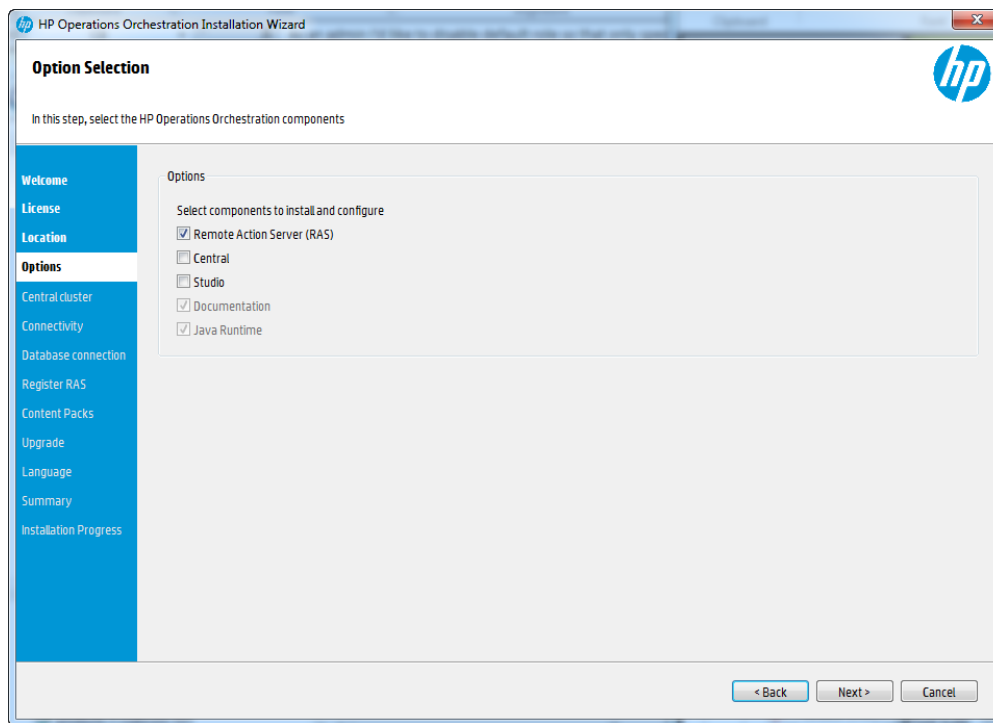 HP Operations Orchestration Installation Wizard
Option Selection
hp
In this step, select the HP Operations Orchestration components
Welcome
License
Location
Options
Central cluster
Connectivity
Database connection
Register RAS
Content Packs
Upgrade
Language
Summary
Installation Progress
Options
Select components to install and configure
Remote Action Server (RAS)
Central
Studio
Documentation
Java Runtime
< Back
Next >
Cancel